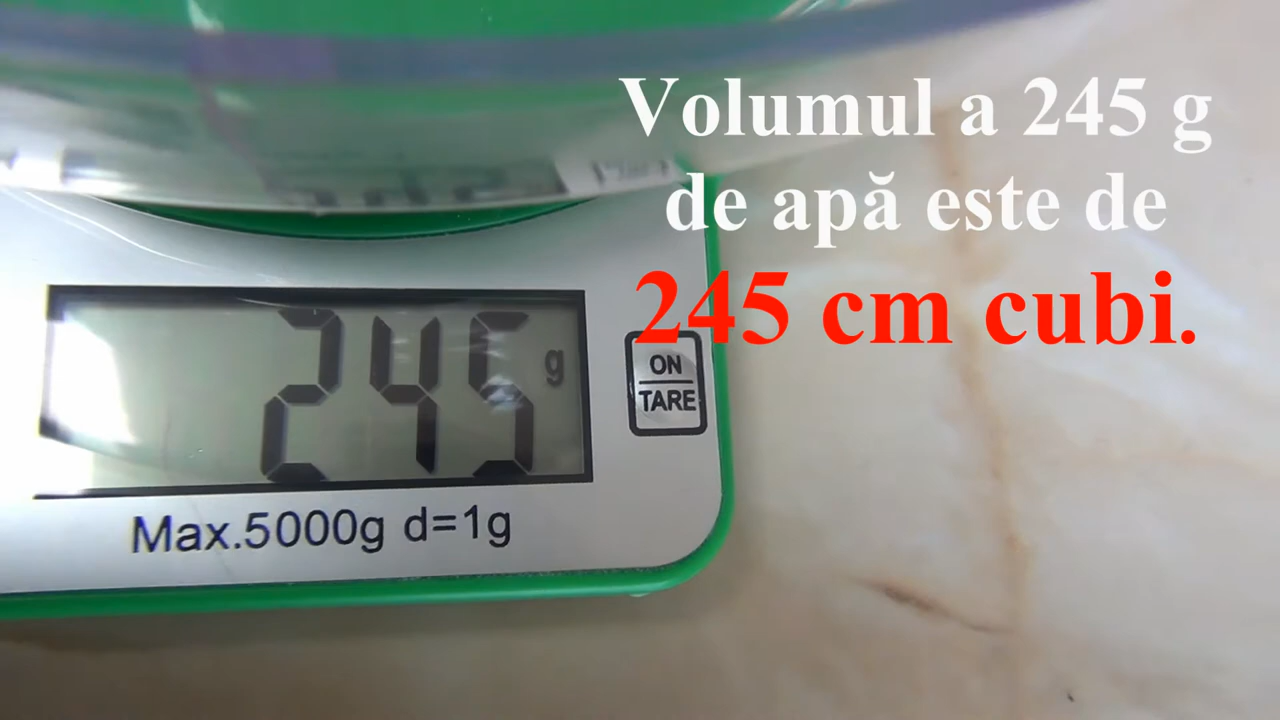 Volumul a 245 g
de apă este de
245 cm cubi.
245 g
ON
TARE
Max.5000g d=1g